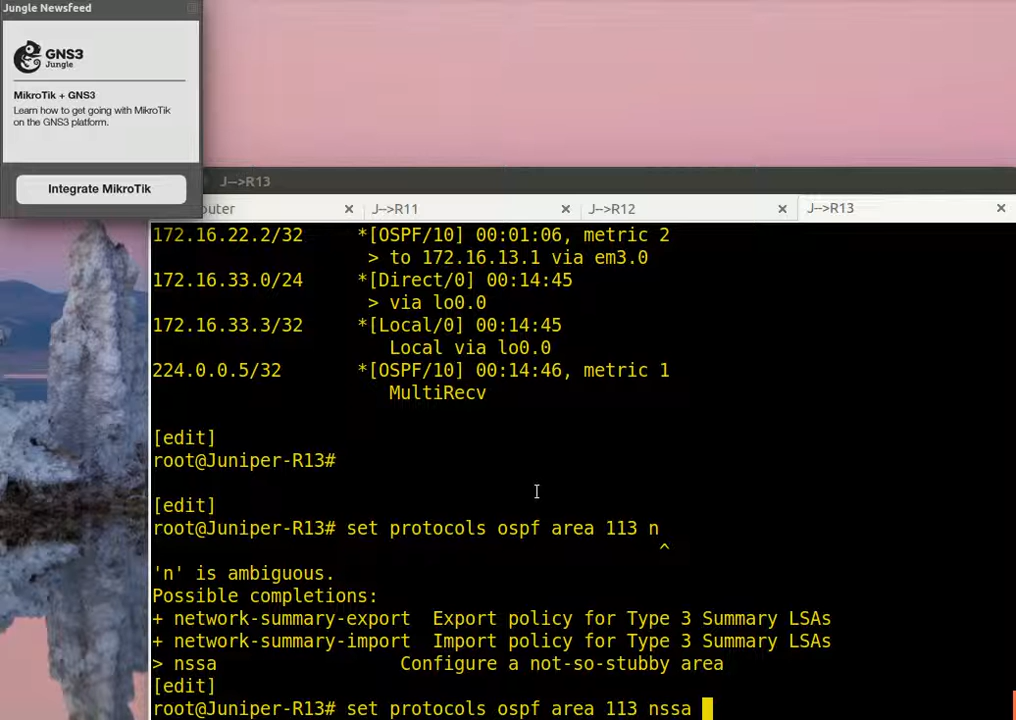 Jungle Newsfeed
GNS3
Jungle
MikroTik + GNS3
Learn how to get going with MikroTik
on the GNS3 platform.
Integrate MikroTik
J-->R13
outer
J-->R11
J-->R12
J-->R13
172.16.22.2/32 *[OSPF/10] 00:01:06, metric 2
> to 172.16.13.1 via em3.0
172.16.33.0/24 *[Direct/0] 00:14:45
> via lo0.0
172.16.33.3/32 *[Local/0] 00:14:45
Local via lo0.0
224.0.0.5/32 *[OSPF/10] 00:14:46, metric 1
MultiRecv
[edit]
root@Juniper-R13#
[edit]
root@Juniper-R13# set protocols ospf area 113 n
^
'n' is ambiguous.
Possible completions:
+ network-summary-export Export policy for Type 3 Summary LSAs
+ network-summary-import Import policy for Type 3 Summary LSAs
> nssa Configure a not-so-stubby area
[edit]
root@Juniper-R13# set protocols ospf area 113 nssa